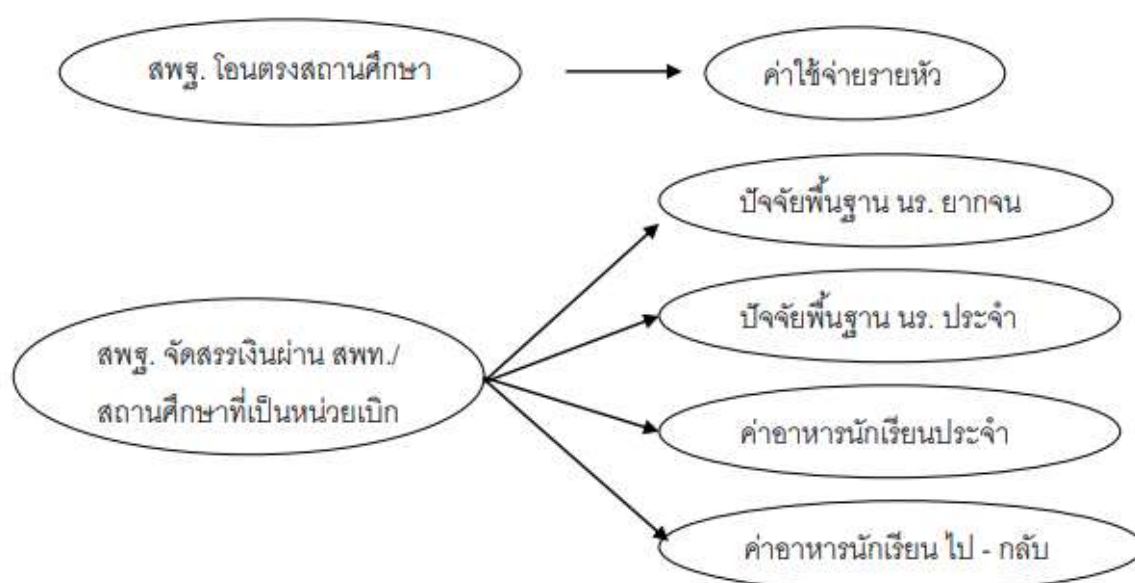 สพฐ. โอนตรงสถานศึกษา
ค่าใช้จ่ายรายหัว
ปัจจัยพื้นฐาน นร. ยากจน
สพฐ. จัดสรรเงินผ่าน สพท./
สถานศึกษาที่เป็นหน่วยเบิก
ปัจจัยพื้นฐาน นร. ประจำ
ค่าอาหารนักเรียนประจำ
ค่าอาหารนักเรียน ไป - กลับ